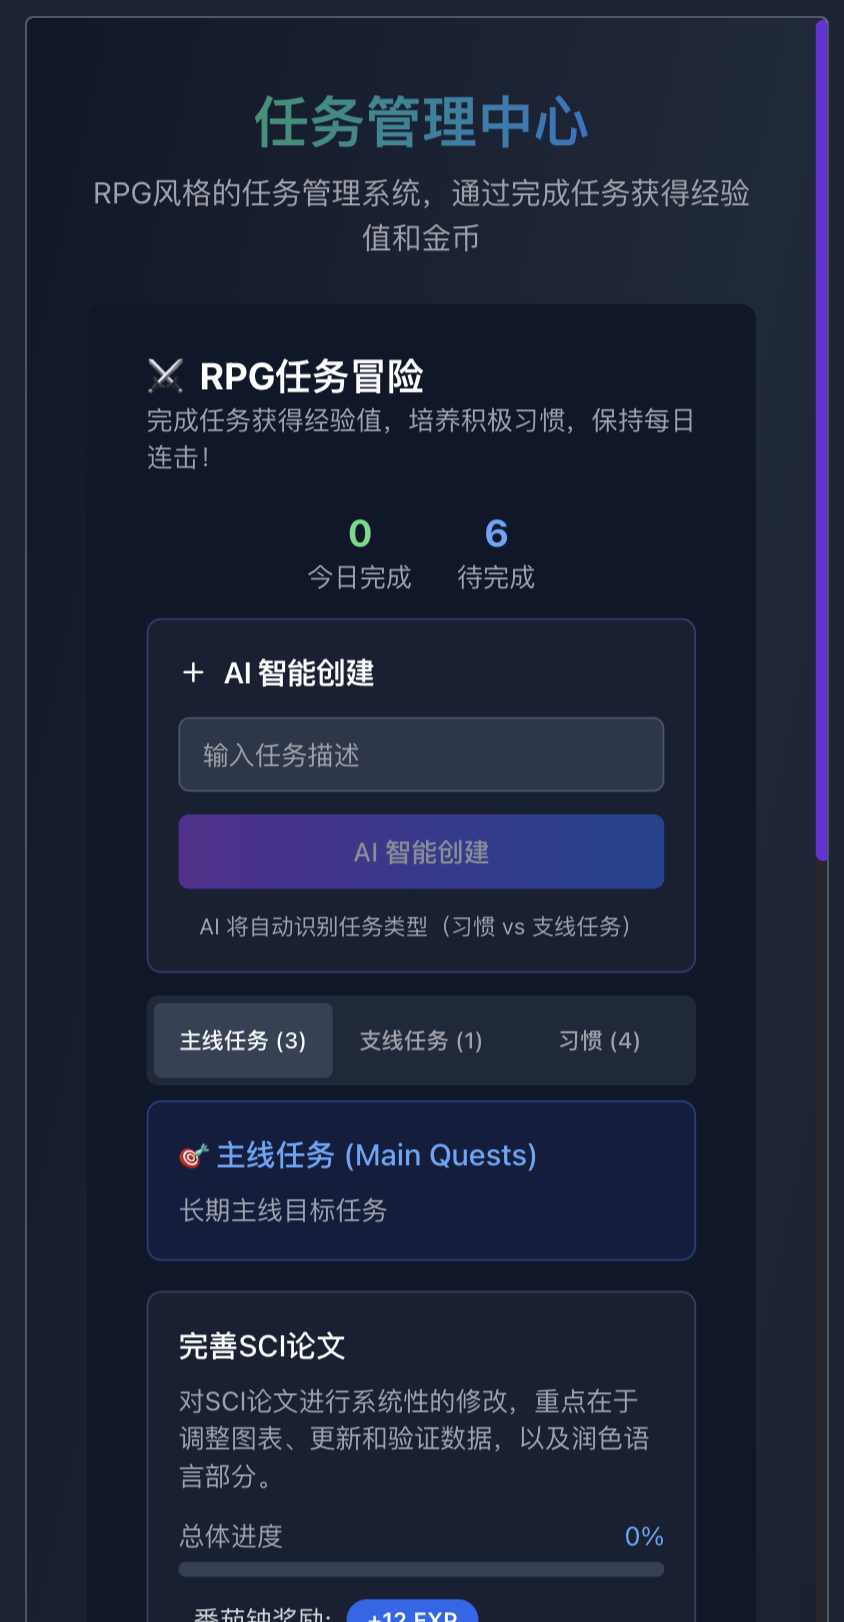 任务管理中心
RPG风格的任务管理系统，通过完成任务获得经验
值和金币
RPG任务冒险
完成任务获得经验值，培养积极习惯，保持每日
连击！
0 6
今日完成 待完成
+ AI 智能创建
输入任务描述
AI 智能创建
AI 将自动识别任务类型（习惯 vs 支线任务）
主线任务 (3) 支线任务 (1) 习惯 (4)
主线任务 (Main Quests)
长期主线目标任务
完善SCI论文
对SCI论文进行系统性的修改，重点在于
调整图表、更新和验证数据，以及润色语
言部分。
总体进度 0%
番茄钟奖励: +12 EXP